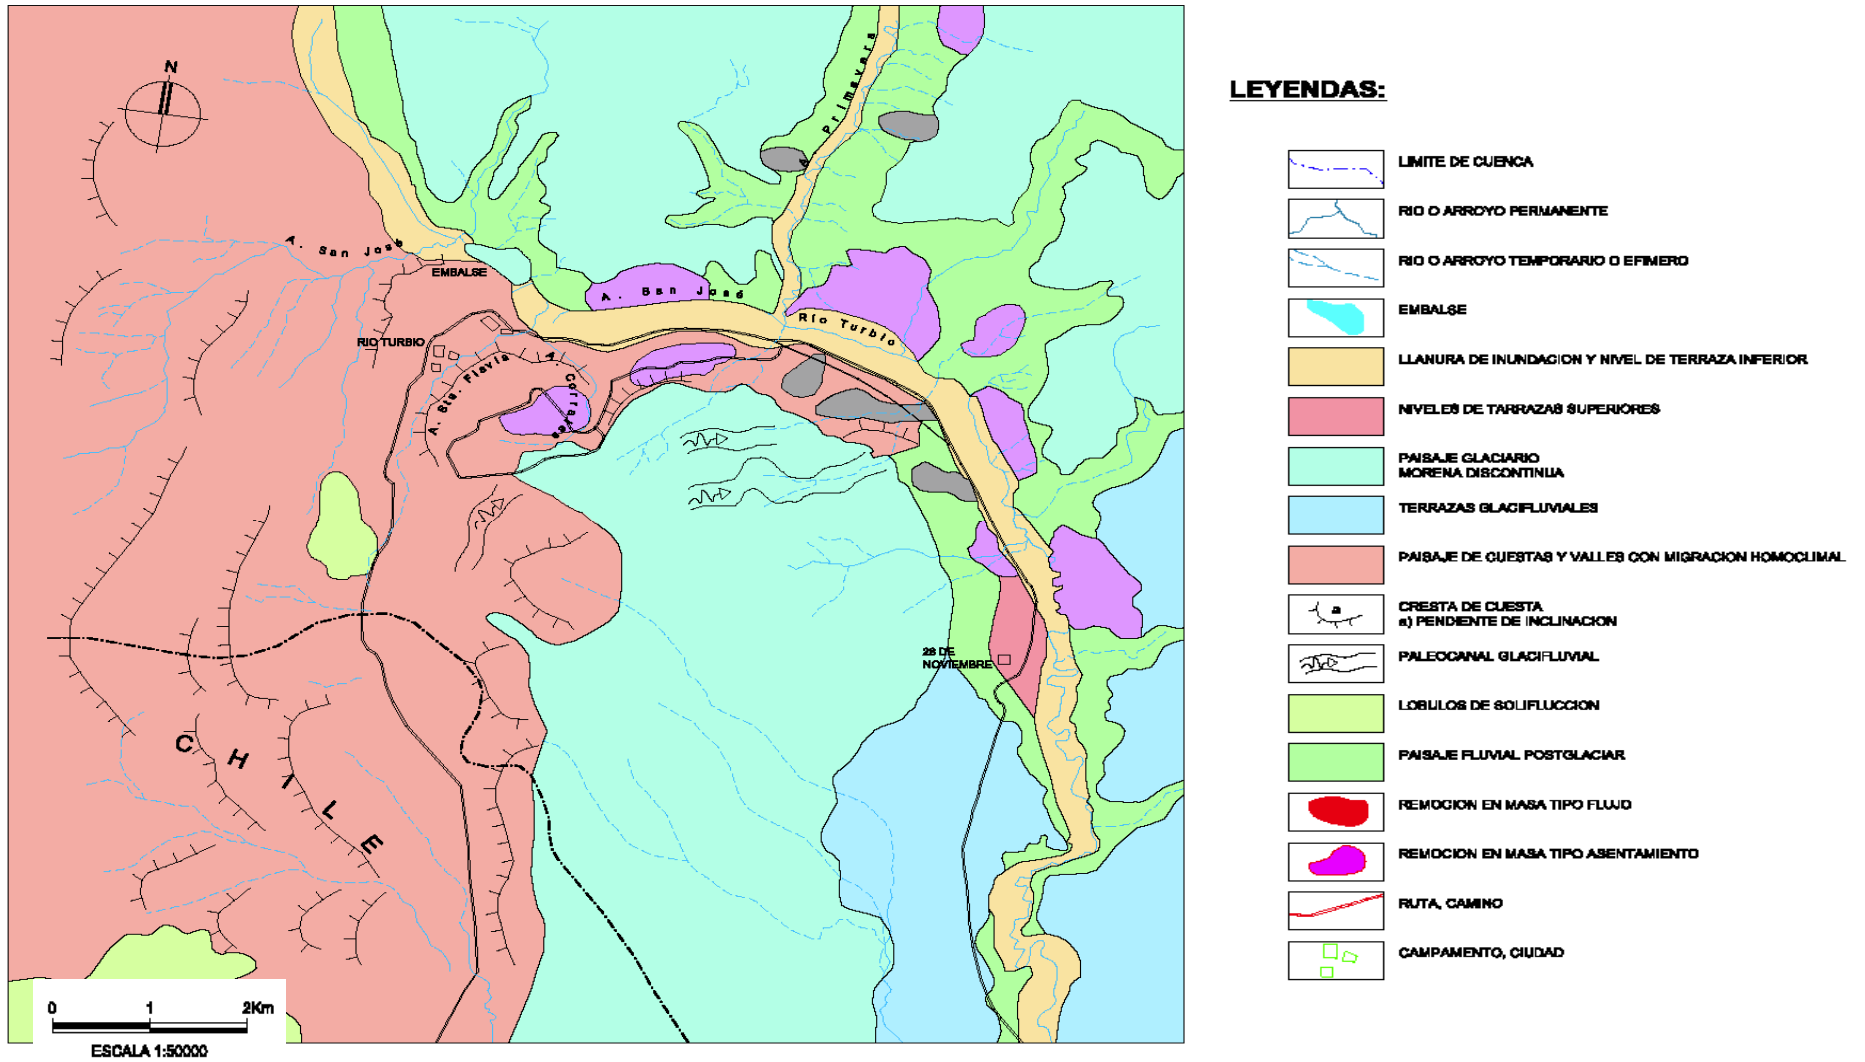 N
A. Primavera
A. San José
EMBALSE
A. San José
Río Turbio
RIO TURBIO
A. Sta. Flavia
A. Corrales
28 DE
NOVIEMBRE
CHILE
0 1 2Km
ESCALA 1:50000
LEYENDAS:
LIMITE DE CUENCA
RIO O ARROYO PERMANENTE
RIO O ARROYO TEMPORARIO O EFIMERO
EMBALSE
LLANURA DE INUNDACION Y NIVEL DE TERRAZA INFERIOR
NIVELES DE TARRAZAS SUPERIORES
PAISAJE GLACIARIO
MORENA DISCONTINUA
TERRAZAS GLACIFLUVIALES
PAISAJE DE CUESTAS Y VALLES CON MIGRACION HOMOCLIMAL
a
CRESTA DE CUESTA
a) PENDIENTE DE INCLINACION
PALEOCANAL GLACIFLUVIAL
LOBULOS DE SOLIFLUCCION
PAISAJE FLUVIAL POSTGLACIAR
REMOCION EN MASA TIPO FLUJO
REMOCION EN MASA TIPO ASENTAMIENTO
RUTA, CAMINO
CAMPAMENTO, CIUDAD